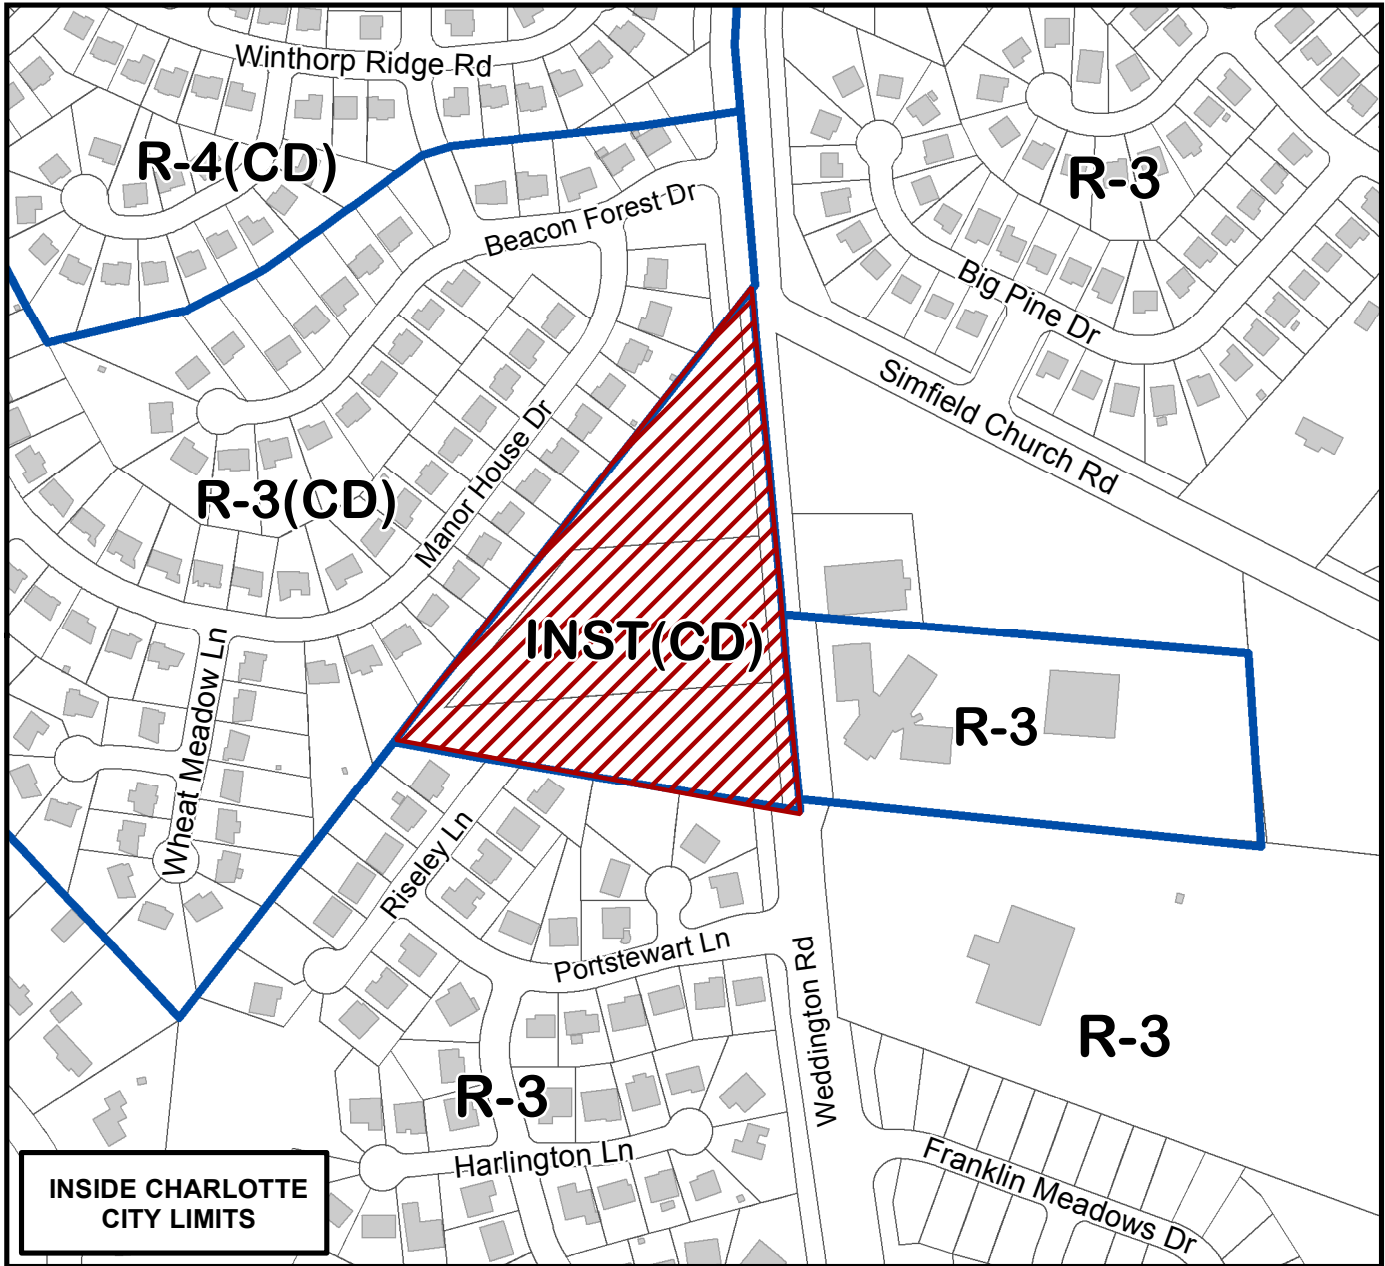 Winthorp Ridge Rd
R-4(CD)
R-3
Beacon Forest Dr
Big Pine Dr
Simfield Church Rd
R-3(CD)
Manor House Dr
INST(CD)
R-3
Wheat Meadow Ln
Riseley Ln
Portstewart Ln
Weddington Rd
R-3
R-3
Harlington Ln
Franklin Meadows Dr
INSIDE CHARLOTTE
CITY LIMITS